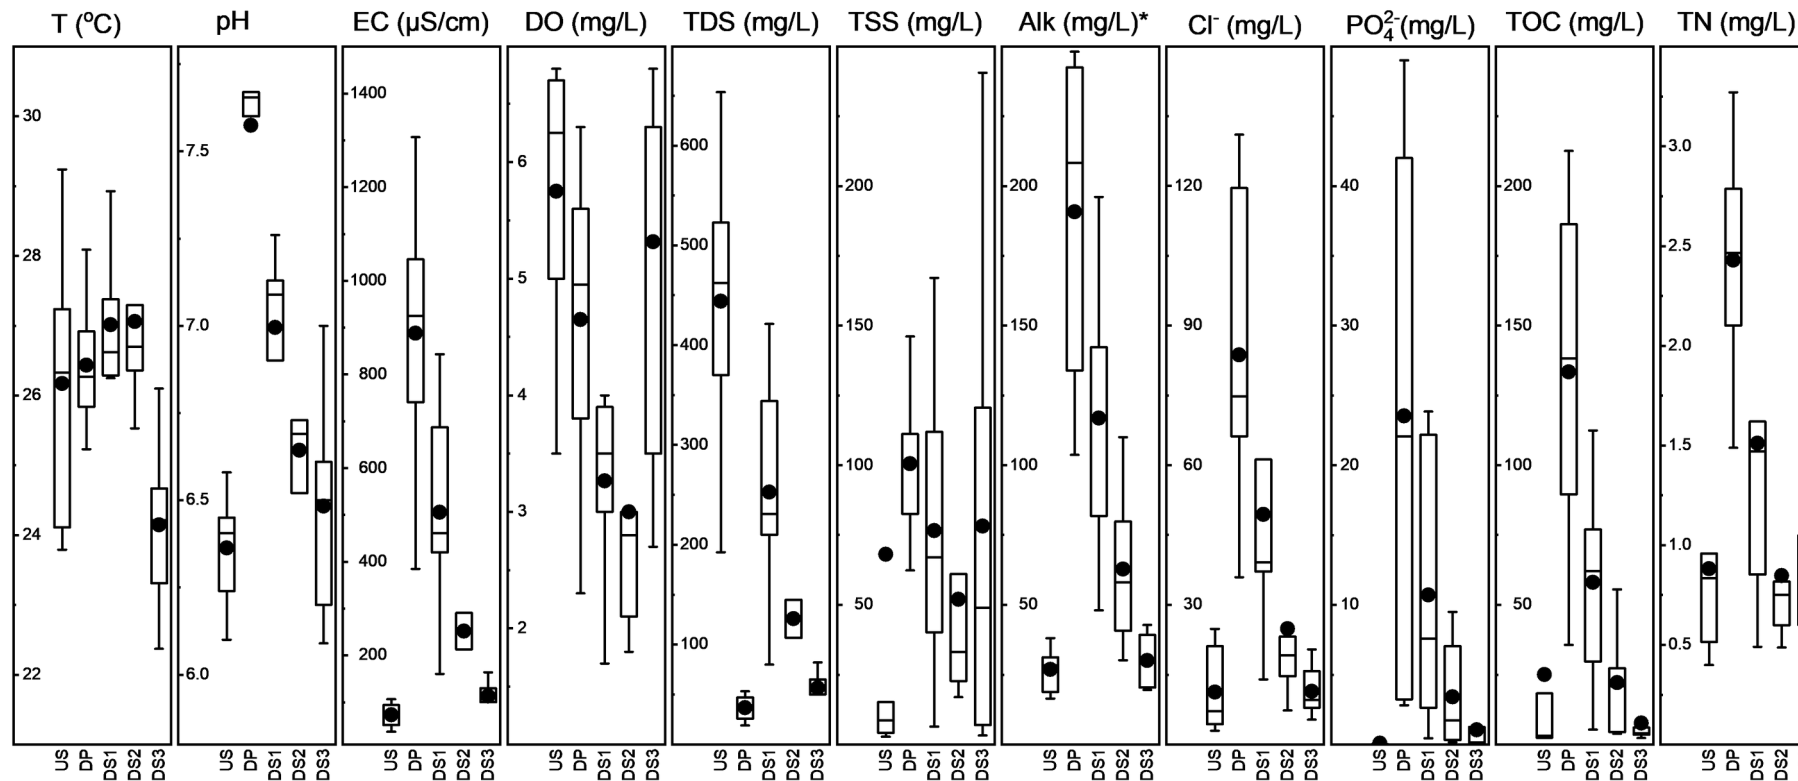 T (°C) pH EC (µS/cm) DO (mg/L) TDS (mg/L) TSS (mg/L) Alk (mg/L)* Cl⁻ (mg/L) PO₄²⁻(mg/L) TOC (mg/L) TN (mg/L)
30 28 26 24 22
7.5 7.0 6.5 6.0
1400 1200 1000 800 600 400 200
6 5 4 3 2
600 500 400 300 200 100
200 150 100 50
200 150 100 50
120 90 60 30
40 30 20 10
200 150 100 50
3.0 2.5 2.0 1.5 1.0 0.5
US DP DS1 DS2 DS3
US DP DS1 DS2 DS3
US DP DS1 DS2 DS3
US DP DS1 DS2 DS3
US DP DS1 DS2 DS3
US DP DS1 DS2 DS3
US DP DS1 DS2 DS3
US DP DS1 DS2 DS3
US DP DS1 DS2 DS3
US DP DS1 DS2 DS3
US DP DS1 DS2